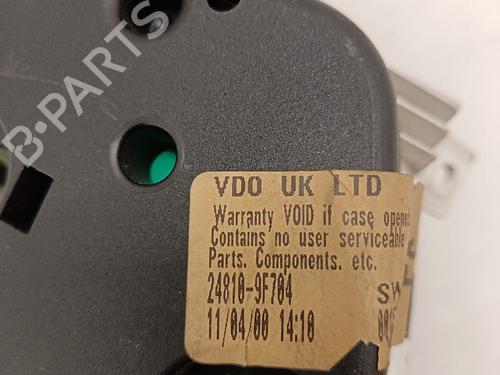 B-PARTS
VDO UK LTD
Warranty VOID if case opened
Contains no user serviceable
Parts. Components. etc.
24810-9F704
SW
11/04/00 14:10